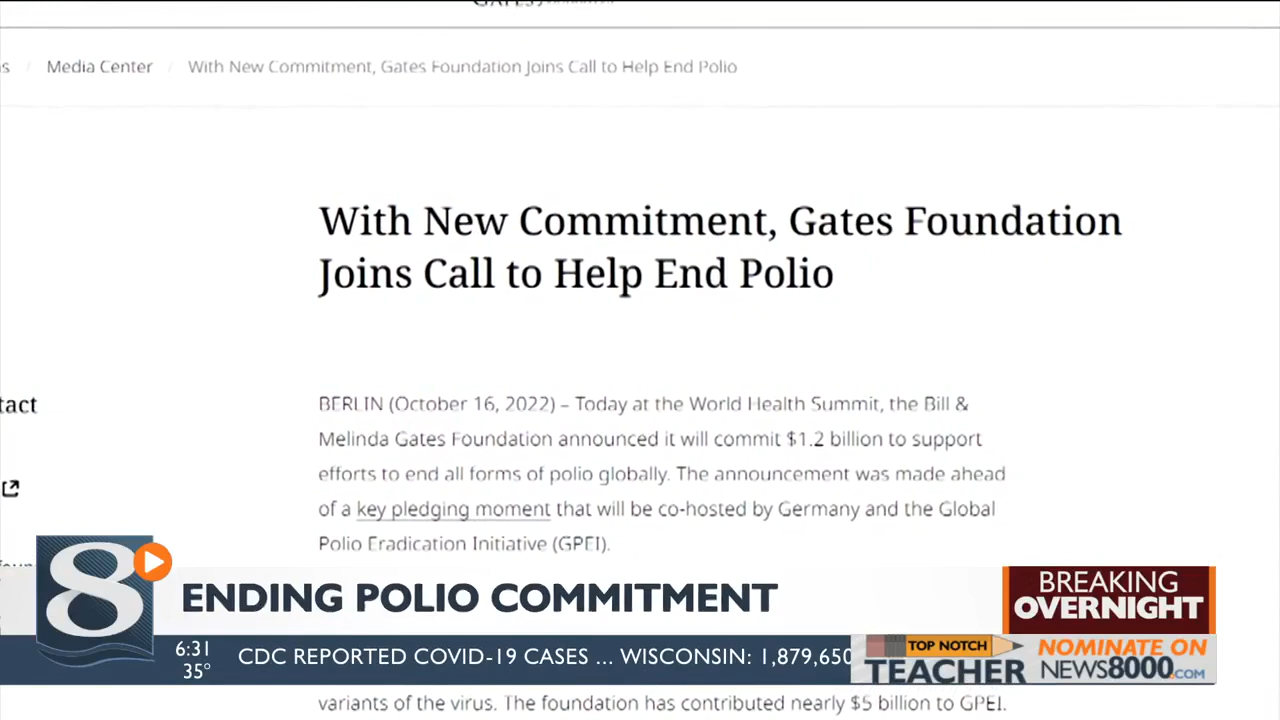 s / Media Center / With New Commitment, Gates Foundation Joins Call to Help End Polio
With New Commitment, Gates Foundation
Joins Call to Help End Polio
tact
BERLIN (October 16, 2022) – Today at the World Health Summit, the Bill &
Melinda Gates Foundation announced it will commit $1.2 billion to support
efforts to end all forms of polio globally. The announcement was made ahead
of a key pledging moment that will be co-hosted by Germany and the Global
Polio Eradication Initiative (GPEI).
8
ENDING POLIO COMMITMENT
BREAKING
OVERNIGHT
6:31
35°
CDC REPORTED COVID-19 CASES ... WISCONSIN: 1,879,650
TOP NOTCH
TEACHER
NOMINATE ON
NEWS8000.COM
variants of the virus. The foundation has contributed nearly $5 billion to GPEI.